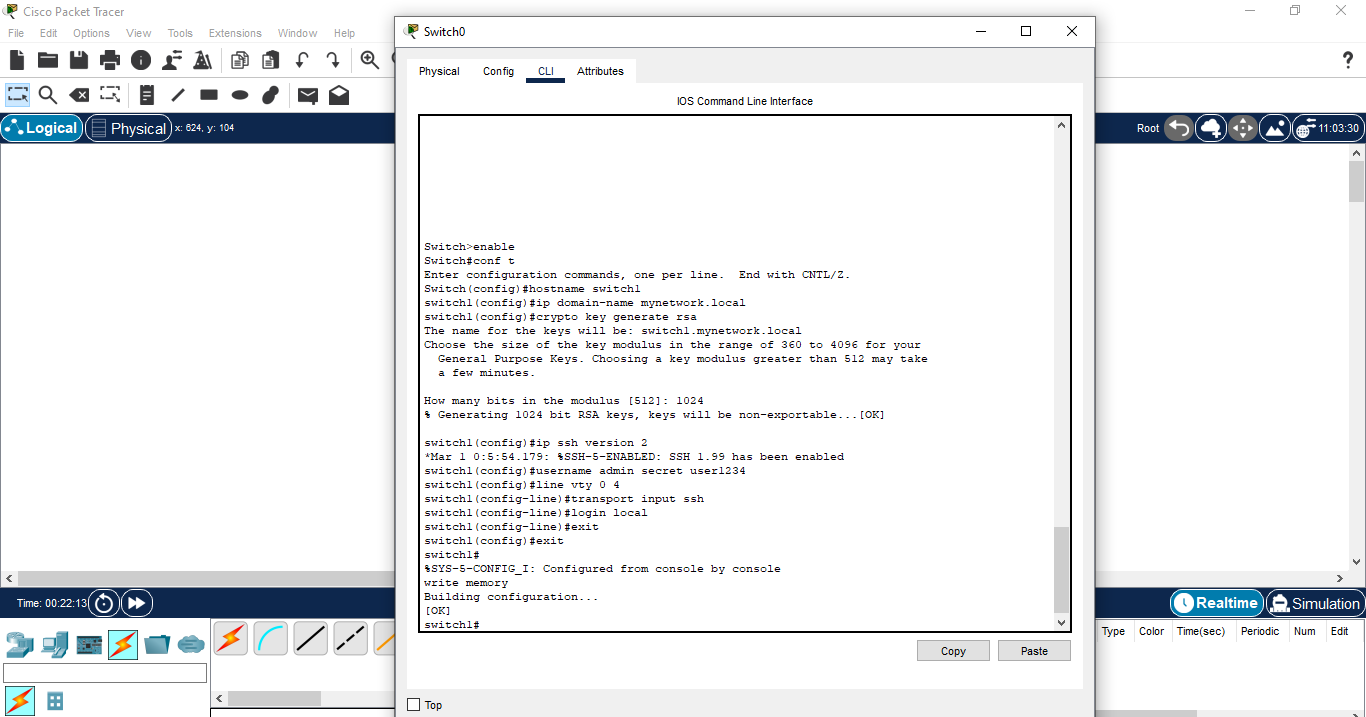 Cisco Packet Tracer
File Edit Options View Tools Extensions Window Help
Logical
Physical
x: 624, y: 104
Root
11:03:30
Switch0
Physical Config CLI Attributes
IOS Command Line Interface
Switch>enable
Switch#conf t
Enter configuration commands, one per line.  End with CNTL/Z.
Switch(config)#hostname switch1
switch1(config)#ip domain-name mynetwork.local
switch1(config)#crypto key generate rsa
The name for the keys will be: switch1.mynetwork.local
Choose the size of the key modulus in the range of 360 to 4096 for your
General Purpose Keys. Choosing a key modulus greater than 512 may take
a few minutes.
How many bits in the modulus [512]: 1024
% Generating 1024 bit RSA keys, keys will be non-exportable...[OK]
switch1(config)#ip ssh version 2
*Mar 1 0:5:54.179: %SSH-5-ENABLED: SSH 1.99 has been enabled
switch1(config)#username admin secret user1234
switch1(config)#line vty 0 4
switch1(config-line)#transport input ssh
switch1(config-line)#login local
switch1(config-line)#exit
switch1(config)#exit
switch1#
%SYS-5-CONFIG_I: Configured from console by console
write memory
Building configuration...
[OK]
switch1#
Copy Paste
Top
Time: 00:22:13
Realtime
Simulation
Type Color Time(sec) Periodic Num Edit